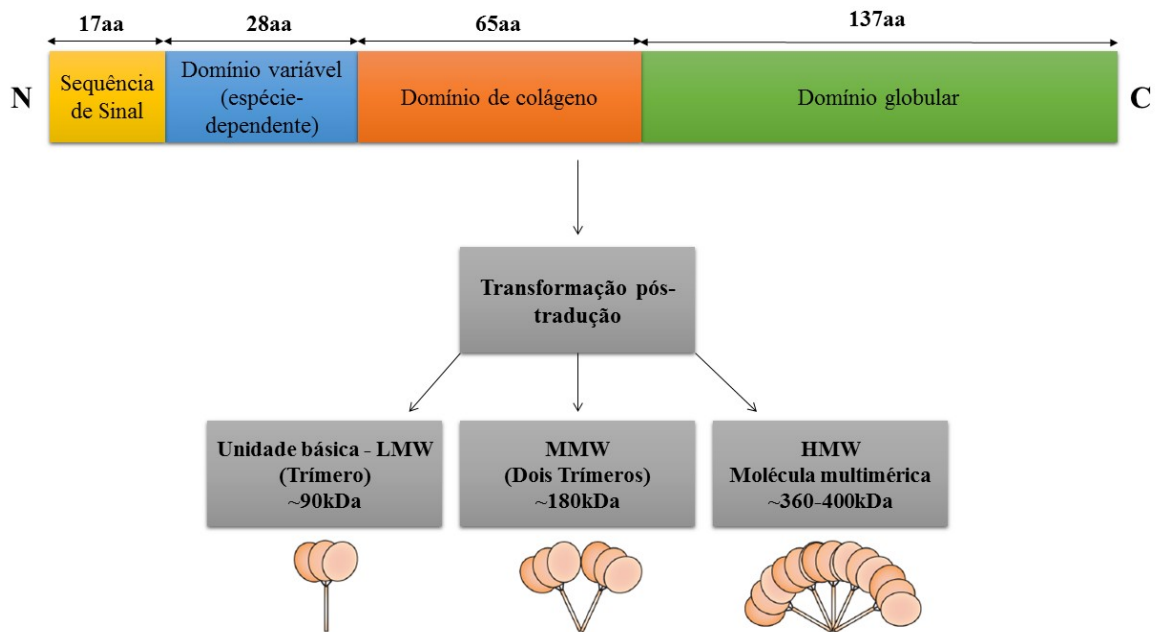 17aa 28aa 65aa 137aa
N
Sequência
de Sinal
Domínio variável
(espécie-
dependente)
Domínio de colágeno
Domínio globular
C
Transformação pós-
tradução
Unidade básica - LMW
(Trímero)
~90kDa
MMW
(Dois Trímeros)
~180kDa
HMW
Molécula multimérica
~360-400kDa